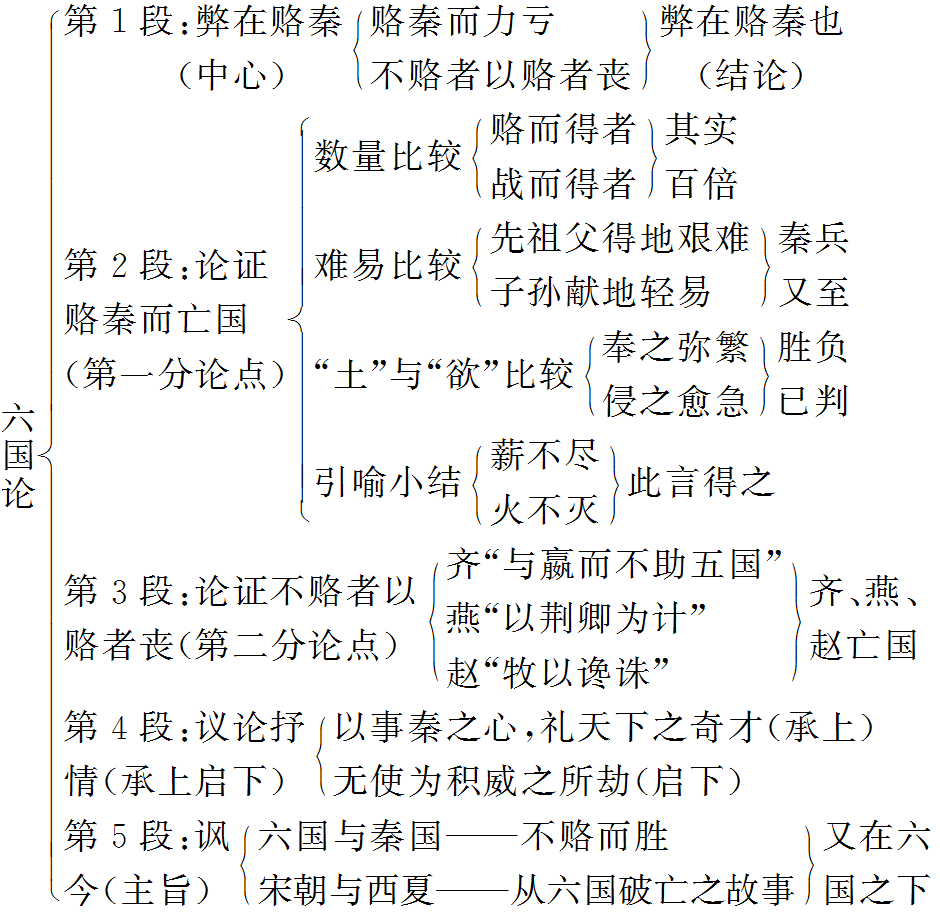 六
国
论
第1段:弊在赂秦
(中心)
赂秦而力亏
不赂者以赂者丧
弊在赂秦也
(结论)
第2段:论证
赂秦而亡国
(第一分论点)
数量比较
赂而得者
战而得者
其实
百倍
难易比较
先祖父得地艰难
子孙献地轻易
秦兵
又至
“土”与“欲”比较
奉之弥繁
侵之愈急
胜负
已判
引喻小结
薪不尽
火不灭
此言得之
第3段:论证不赂者以
赂者丧(第二分论点)
齐“与嬴而不助五国”
燕“以荆卿为计”
赵“牧以谗诛”
齐、燕、
赵亡国
第4段:议论抒
情(承上启下)
以事秦之心,礼天下之奇才(承上)
无使为积威之所劫(启下)
第5段:讽
今(主旨)
六国与秦国——不赂而胜
宋朝与西夏——从六国破亡之故事
又在六
国之下